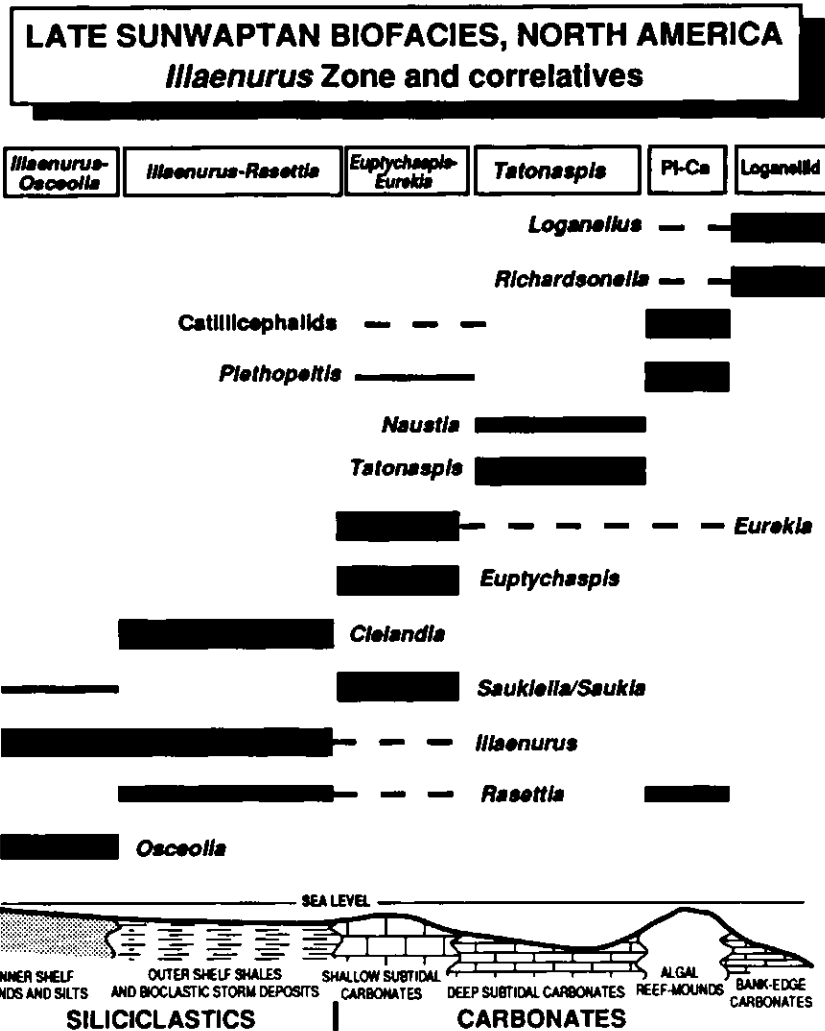 LATE SUNWAPTAN BIOFACIES, NORTH AMERICA
Illaenurus Zone and correlatives
Illaenurus-
Osceolia
Illaenurus-Rasettia
Euptychaspis-
Eurekia
Tatonaspis
Pl-Ca
Loganellid
Loganellus
Richardsonella
Catillicephalids
Plethopeltis
Naustia
Tatonaspis
Eurekia
Euptychaspis
Clelandia
Saukiella/Saukia
Illaenurus
Rasettia
Osceolia
SEA LEVEL
NNER SHELF
NDS AND SILTS
OUTER SHELF SHALES
AND BIOCLASTIC STORM DEPOSITS
SHALLOW SUBTIDAL
CARBONATES
DEEP SUBTIDAL CARBONATES
ALGAL
REEF-MOUNDS
BANK-EDGE
CARBONATES
SILICICLASTICS
CARBONATES